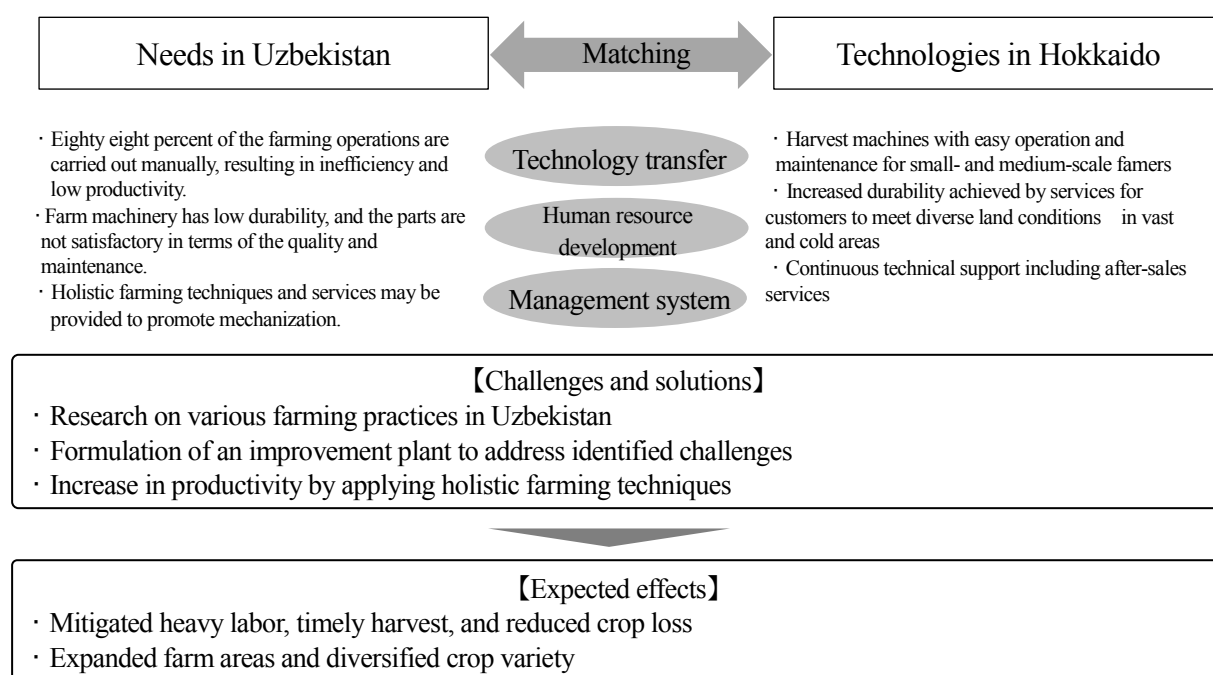 Needs in Uzbekistan
Matching
Technologies in Hokkaido
· Eighty eight percent of the farming operations are
carried out manually, resulting in inefficiency and
low productivity.
· Farm machinery has low durability, and the parts are
not satisfactory in terms of the quality and
maintenance.
· Holistic farming techniques and services may be
provided to promote mechanization.
Technology transfer
Human resource
development
Management system
· Harvest machines with easy operation and
maintenance for small- and medium-scale famers
· Increased durability achieved by services for
customers to meet diverse land conditions in vast
and cold areas
· Continuous technical support including after-sales
services
【Challenges and solutions】
· Research on various farming practices in Uzbekistan
· Formulation of an improvement plant to address identified challenges
· Increase in productivity by applying holistic farming techniques
【Expected effects】
· Mitigated heavy labor, timely harvest, and reduced crop loss
· Expanded farm areas and diversified crop variety